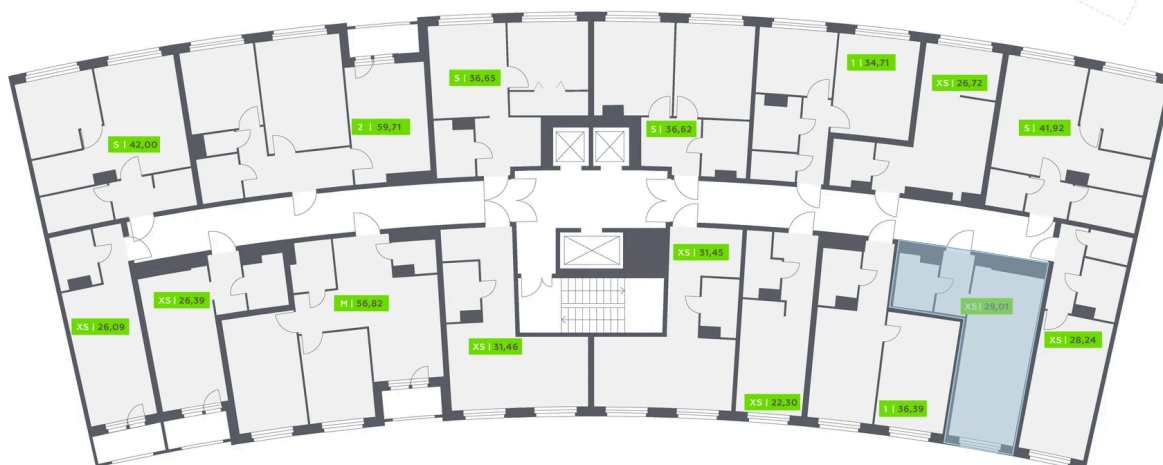 S | 36,65
1 | 34,71
XS | 26,72
2 | 59,71
S | 36,62
S | 41,92
S | 42,00
XS | 31,45
XS | 26,39
M | 56,82
XS | 29,01
XS | 26,09
XS | 31,46
XS | 28,24
XS | 22,30
1 | 36,39